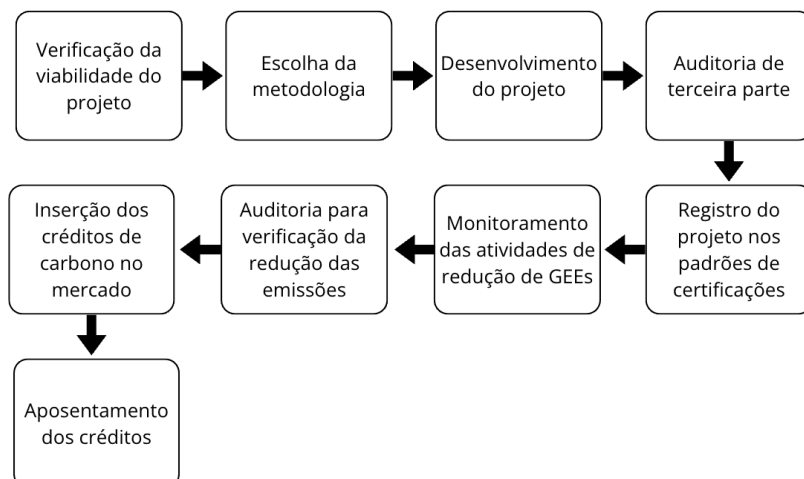 Verificação da
viabilidade do
projeto
Escolha da
metodologia
Desenvolvimento
do projeto
Auditoria de
terceira parte
Registro do
projeto nos
padrões de
certificações
Monitoramento
das atividades de
redução de GEEs
Auditoria para
verificação da
redução das
emissões
Inserção dos
créditos de
carbono no
mercado
Aposentamento
dos créditos